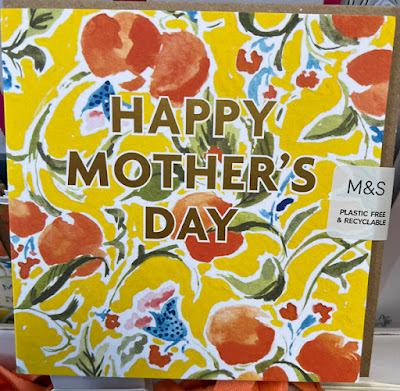 HAPPY
MOTHER'S
DAY
M&S
PLASTIC FREE
& RECYCLABLE